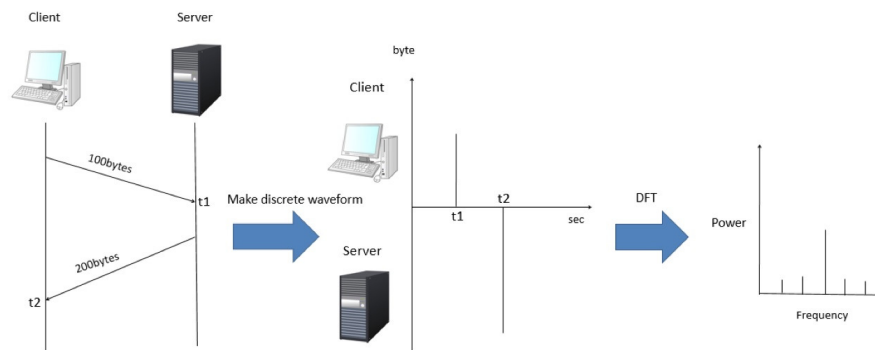 Client
Server
100bytes
t1
200bytes
t2
Make discrete waveform
byte
Client
t1
t2
sec
Server
DFT
Power
Frequency